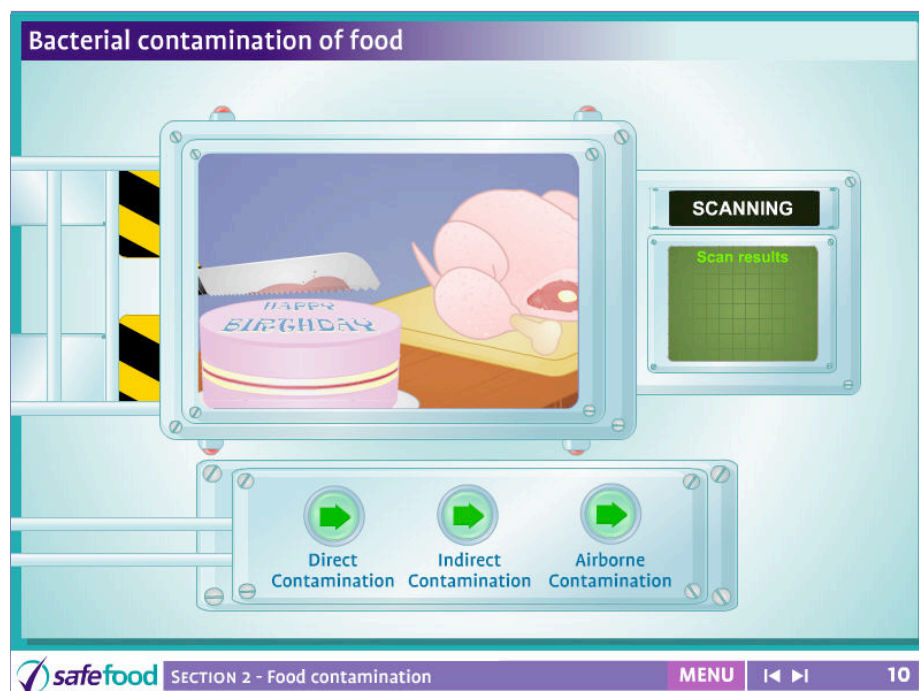 Bacterial contamination of food
SCANNING
Scan results
HAPPY
BIRGHDAY
Direct
Contamination
Indirect
Contamination
Airborne
Contamination
safefood
SECTION 2 - Food contamination
MENU
10